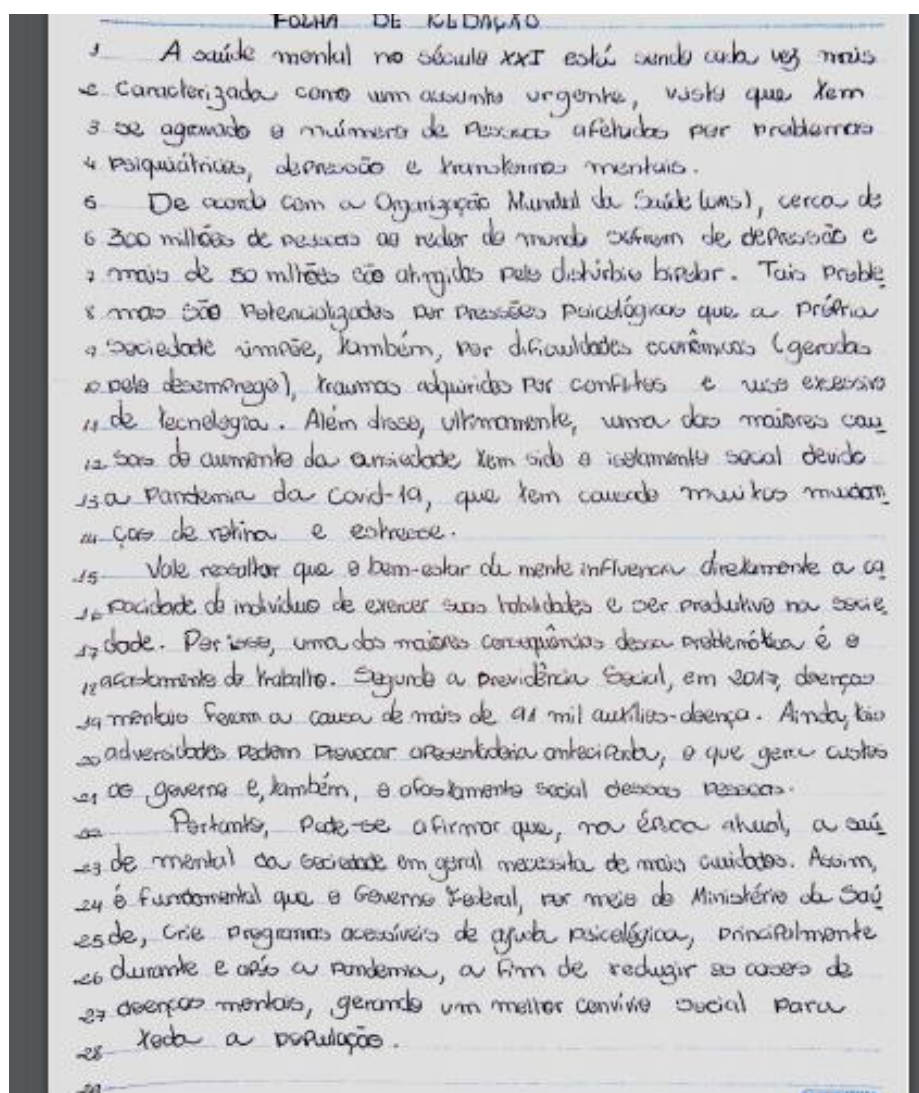 FOLHA DE REDAÇÃO
1 A saúde mental no século XXI está sendo cada vez mais
2 caracterizada como um assunto urgente, visto que tem
3 se agravado o número de pessoas afetadas por problemas
4 psiquiátricos, depressão e transtornos mentais.
5 De acordo com a Organização Mundial da Saúde (oms), cerca de
6 300 milhões de pessoas ao redor do mundo sofrem de depressão e
7 mais de 50 milhões são atingidas pelo distúrbio bipolar. Tais proble
8 mas são potencializados por pressões psicológicas que a própria
9 sociedade impõe, também, por dificuldades econômicas (geradas
10 pelo desemprego), traumas adquiridos por conflitos e uso excessivo
11 de tecnologia. Além disso, ultimamente, uma das maiores cau
12 sas do aumento da ansiedade tem sido o isolamento social devido
13 a Pandemia da Covid-19, que tem causado muitas mudan
14 ças de rotina e estresse.
15 Vale ressaltar que o bem-estar da mente influencia diretamente a ca
16 pacidade do indivíduo de exercer suas habilidades e ser produtivo na socie
17 dade. Por isso, uma das maiores consequências dessa problemática é o
18 afastamento do trabalho. Segundo a Previdência Social, em 2017, doenças
19 mentais foram a causa de mais de 91 mil auxílios-doença. Ainda, tais
20 adversidades podem provocar aposentadoria antecipada, o que gera custos
21 ao governo e, também, o afastamento social dessas pessoas.
22 Portanto, pode-se afirmar que, na época atual, a saú
23 de mental da sociedade em geral necessita de mais cuidados. Assim,
24 é fundamental que o Governo Federal, por meio do Ministério da Saú
25 de, crie programas acessíveis de ajuda psicológica, principalmente
26 durante e após a pandemia, a fim de reduzir os casos de
27 doenças mentais, gerando um melhor convívio social para
28 toda a população.
29